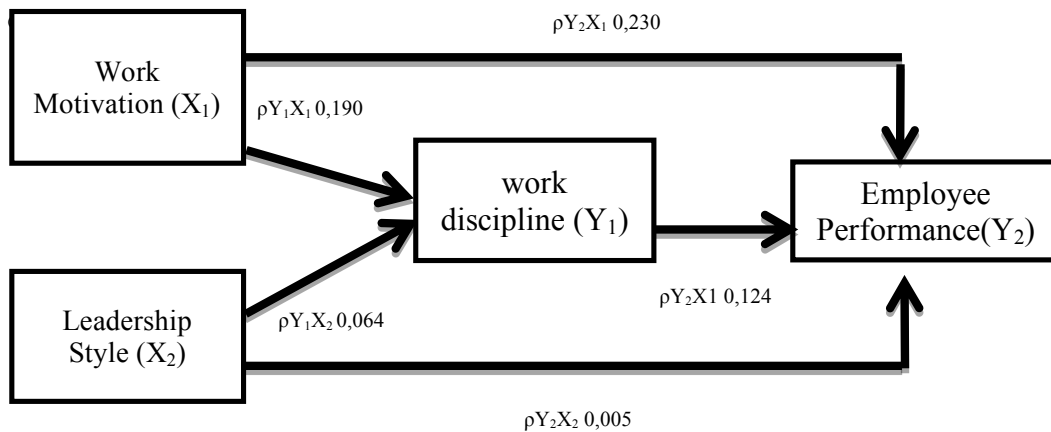 ρY₂X₁ 0,230
Work
Motivation (X₁)
ρY₁X₁ 0,190
work
discipline (Y₁)
Employee
Performance(Y₂)
ρY₂X1 0,124
Leadership
Style (X₂)
ρY₁X₂ 0,064
ρY₂X₂ 0,005